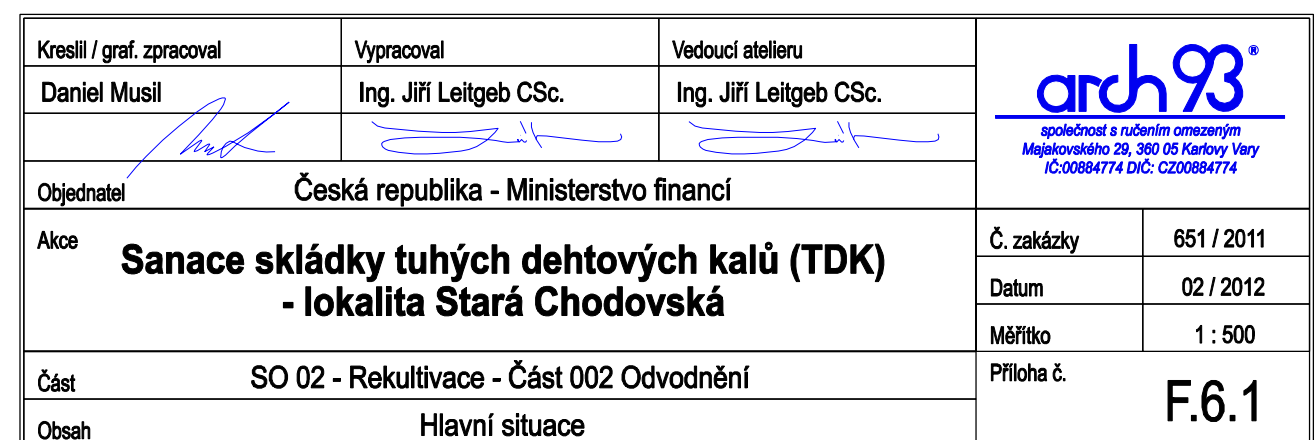 Kreslil / graf. zpracoval
Vypracoval
Vedoucí atelieru
Daniel Musil
Ing. Jiří Leitgeb CSc.
Ing. Jiří Leitgeb CSc.
arch 93®
společnost s ručením omezeným
Majakovského 29, 360 05 Karlovy Vary
IČ:00884774 DIČ: CZ00884774
Objednatel
Česká republika - Ministerstvo financí
Akce
Sanace skládky tuhých dehtových kalů (TDK)
- lokalita Stará Chodovská
Č. zakázky
651 / 2011
Datum
02 / 2012
Měřítko
1 : 500
Část
SO 02 - Rekultivace - Část 002 Odvodnění
Příloha č.
F.6.1
Obsah
Hlavní situace